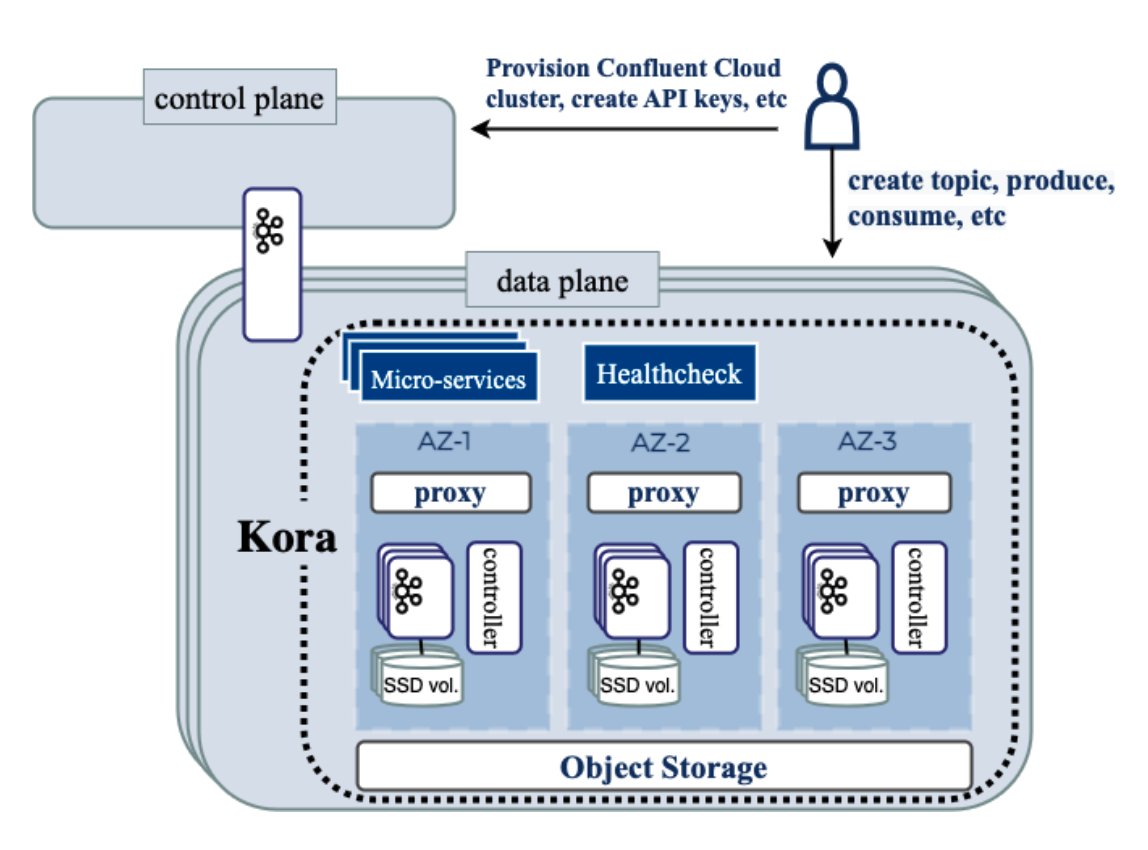 control plane
Provision Confluent Cloud
cluster, create API keys, etc
create topic, produce,
consume, etc
data plane
Micro-services
Healthcheck
Kora
AZ-1
proxy
controller
SSD vol.
AZ-2
proxy
controller
SSD vol.
AZ-3
proxy
controller
SSD vol.
Object Storage